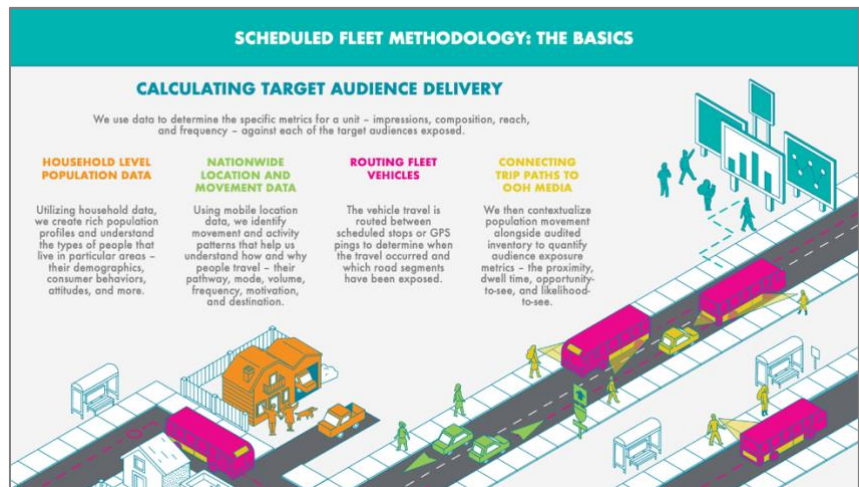 SCHEDULED FLEET METHODOLOGY: THE BASICS
CALCULATING TARGET AUDIENCE DELIVERY
We use data to determine the specific metrics for a unit – impressions, composition, reach,
and frequency – against each of the target audiences exposed.
HOUSEHOLD LEVEL
POPULATION DATA
Utilizing household data,
we create rich population
profiles and understand
the types of people that
live in particular areas –
their demographics,
consumer behaviors,
attitudes, and more.
NATIONWIDE
LOCATION AND
MOVEMENT DATA
Using mobile location
data, we identify
movement and activity
patterns that help us
understand how and why
people travel – their
pathway, mode, volume,
frequency, motivation,
and destination.
ROUTING FLEET
VEHICLES
The vehicle travel is
routed between
scheduled stops or GPS
pings to determine when
the travel occurred and
which road segments
have been exposed.
CONNECTING
TRIP PATHS TO
OOH MEDIA
We then contextualize
population movement
alongside audited
inventory to quantify
audience exposure
metrics – the proximity,
dwell time, opportunity-
to-see, and likelihood-
to-see.